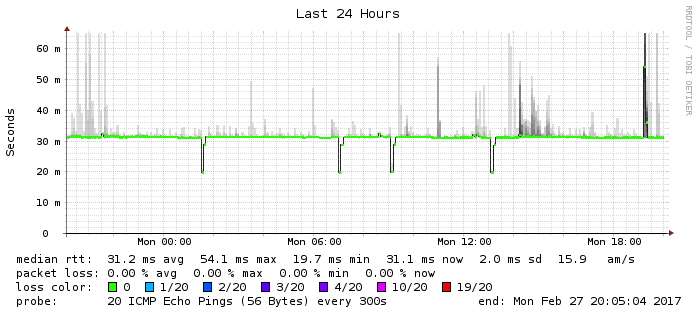 Last 24 Hours
RRDTOOL / TOBI OETIKER
Seconds
60 m
50 m
40 m
30 m
20 m
10 m
0
Mon 00:00 Mon 06:00 Mon 12:00 Mon 18:00
median rtt: 31.2 ms avg 54.1 ms max 19.7 ms min 31.1 ms now 2.0 ms sd 15.9 am/s
packet loss: 0.00 % avg 0.00 % max 0.00 % min 0.00 % now
loss color: 0 1/20 2/20 3/20 4/20 10/20 19/20
probe: 20 ICMP Echo Pings (56 Bytes) every 300s end: Mon Feb 27 20:05:04 2017